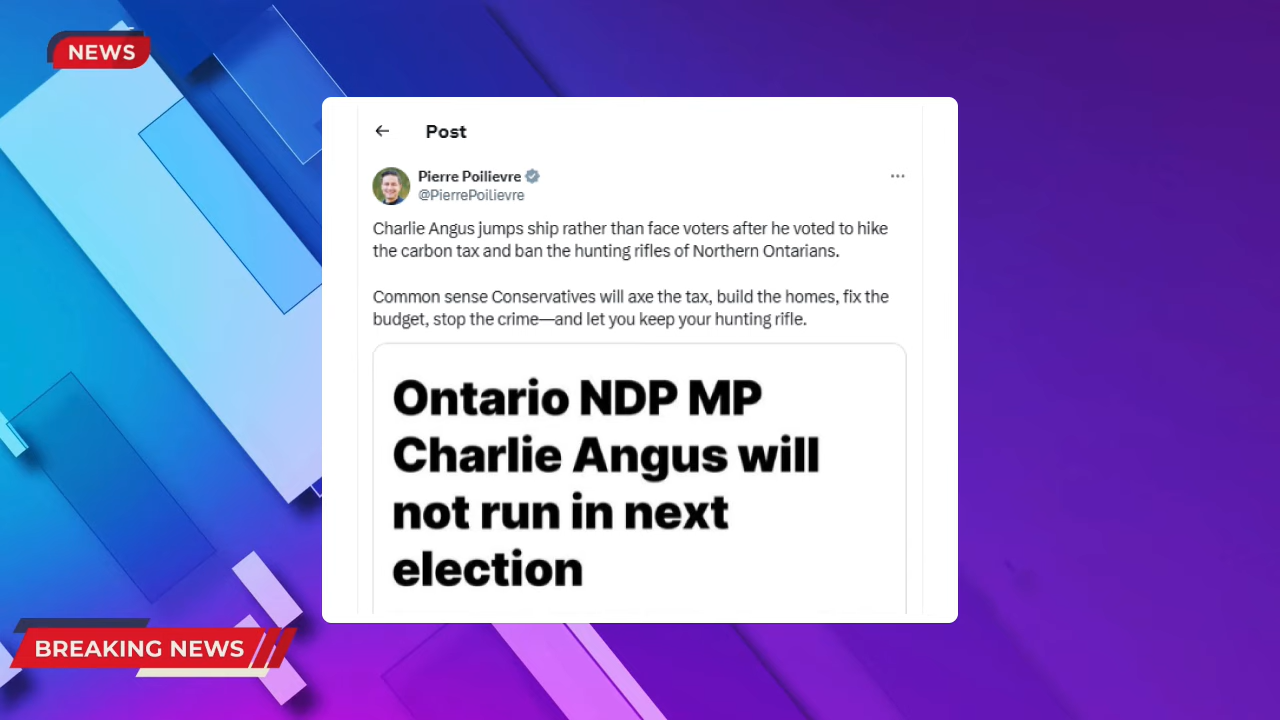 NEWS
Post
Pierre Poilievre
@PierrePoilievre
Charlie Angus jumps ship rather than face voters after he voted to hike
the carbon tax and ban the hunting rifles of Northern Ontarians.
Common sense Conservatives will axe the tax, build the homes, fix the
budget, stop the crime—and let you keep your hunting rifle.
Ontario NDP MP
Charlie Angus will
not run in next
election
BREAKING NEWS